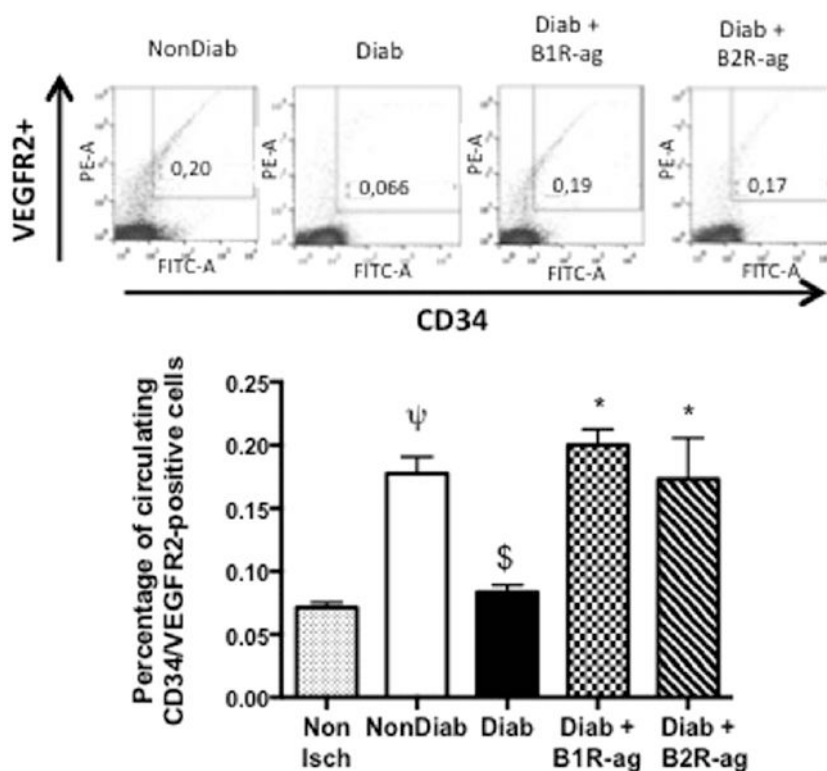 NonDiab
Diab
Diab +
B1R-ag
Diab +
B2R-ag
VEGFR2+
PE-A
0,20
FITC-A
PE-A
0,066
FITC-A
PE-A
0,19
FITC-A
PE-A
0,17
FITC-A
CD34
Percentage of circulating
CD34/VEGFR2-positive cells
0.25
0.20
0.15
0.10
0.05
0.00
ψ
$
*
*
Non
Isch
NonDiab
Diab
Diab +
B1R-ag
Diab +
B2R-ag